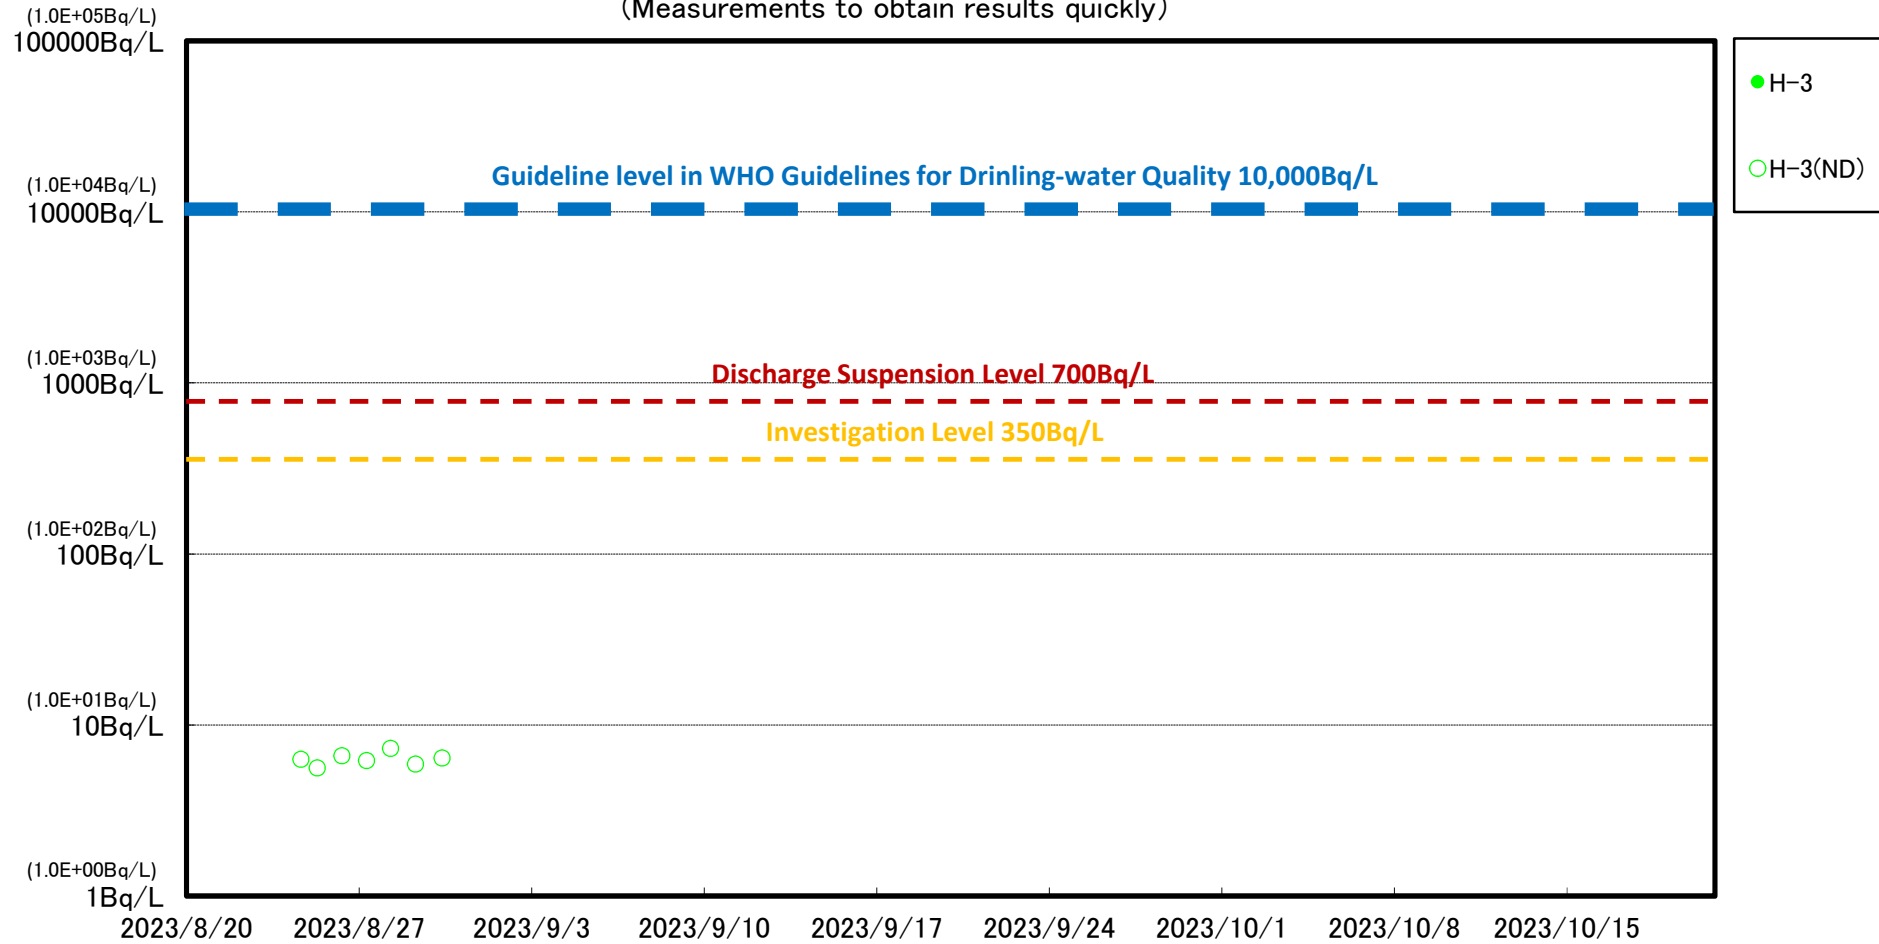 (Measurements to obtain results quickly)
(1.0E+05Bq/L)
100000Bq/L
H-3
H-3(ND)
Guideline level in WHO Guidelines for Drinling-water Quality 10,000Bq/L
(1.0E+04Bq/L)
10000Bq/L
(1.0E+03Bq/L)
1000Bq/L
Discharge Suspension Level 700Bq/L
Investigation Level 350Bq/L
(1.0E+02Bq/L)
100Bq/L
(1.0E+01Bq/L)
10Bq/L
(1.0E+00Bq/L)
1Bq/L
2023/8/20 2023/8/27 2023/9/3 2023/9/10 2023/9/17 2023/9/24 2023/10/1 2023/10/8 2023/10/15